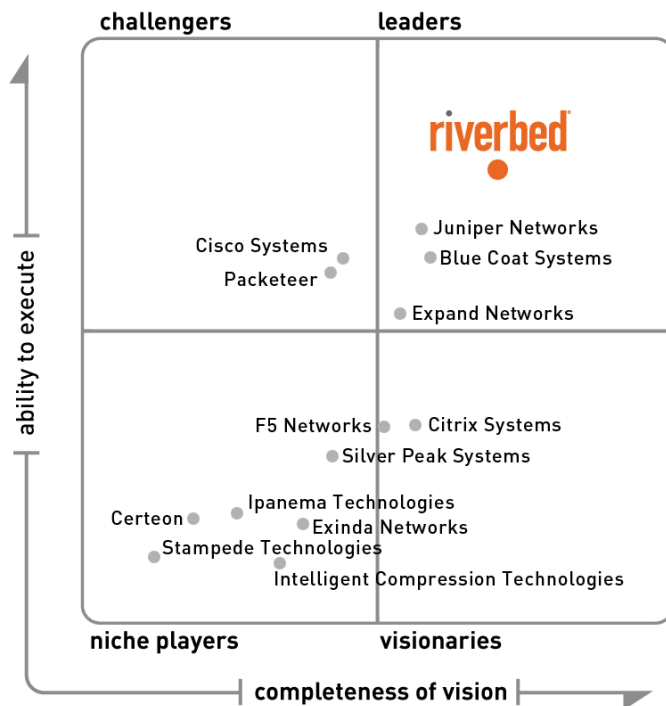 challengers
leaders
riverbed®
Juniper Networks
Cisco Systems
Blue Coat Systems
Packeteer
Expand Networks
ability to execute
F5 Networks
Citrix Systems
Silver Peak Systems
Ipanema Technologies
Certeon
Exinda Networks
Stampede Technologies
Intelligent Compression Technologies
niche players
visionaries
completeness of vision